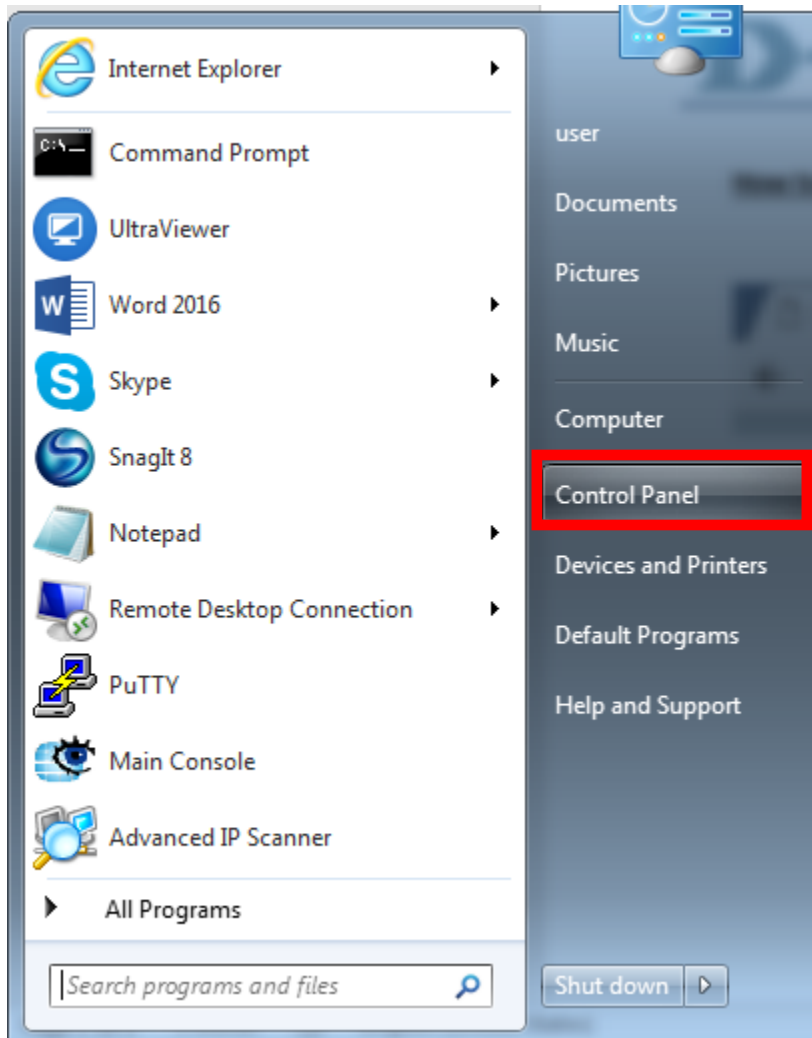 Internet Explorer
Command Prompt
UltraViewer
Word 2016
Skype
SnagIt 8
Notepad
Remote Desktop Connection
PuTTY
Main Console
Advanced IP Scanner
All Programs
Search programs and files
user
Documents
Pictures
Music
Computer
Control Panel
Devices and Printers
Default Programs
Help and Support
Shut down